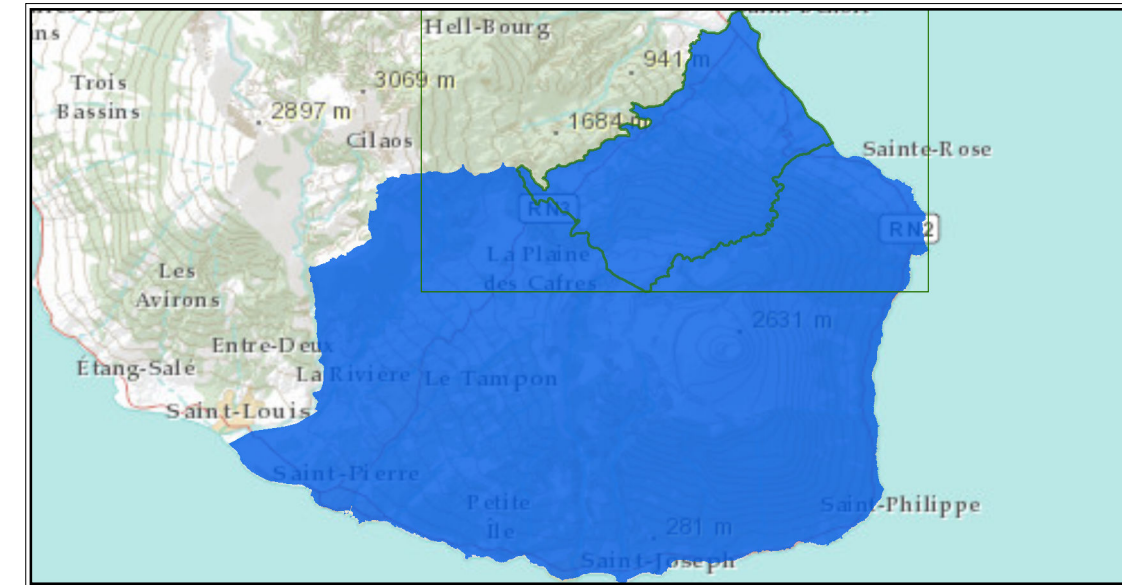 Hell-Bourg
ns
941 m
3069 m
Trois
Bassins
2897 m
1684 m
Cilaos
Sainte-Rose
RN3
RN2
La Plaine
des Cafres
Les
Avirons
2631 m
Entre-Deux
Étang-Salé
La Rivière
Le Tampon
Saint-Louis
Saint-Pierre
Petite
Île
Saint-Philippe
281 m
Saint-Joseph